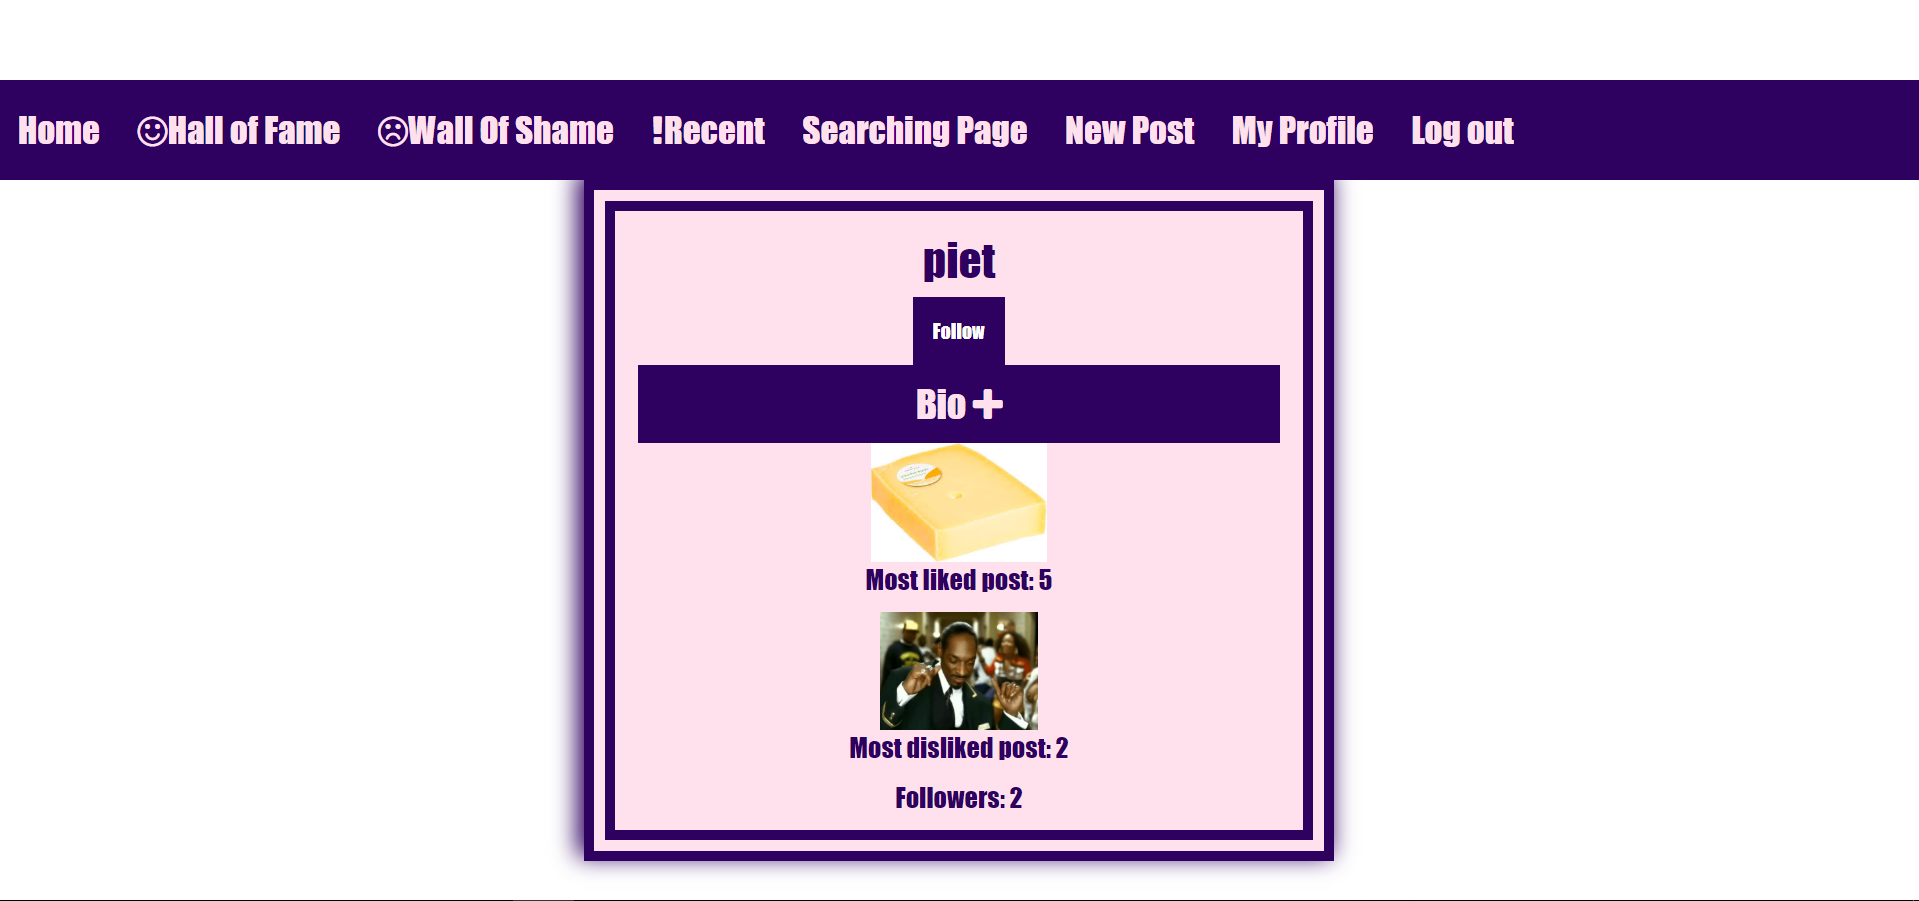 Home Hall of Fame Wall Of Shame !Recent Searching Page New Post My Profile Log out
piet
Follow
Bio
Most liked post: 5
Most disliked post: 2
Followers: 2